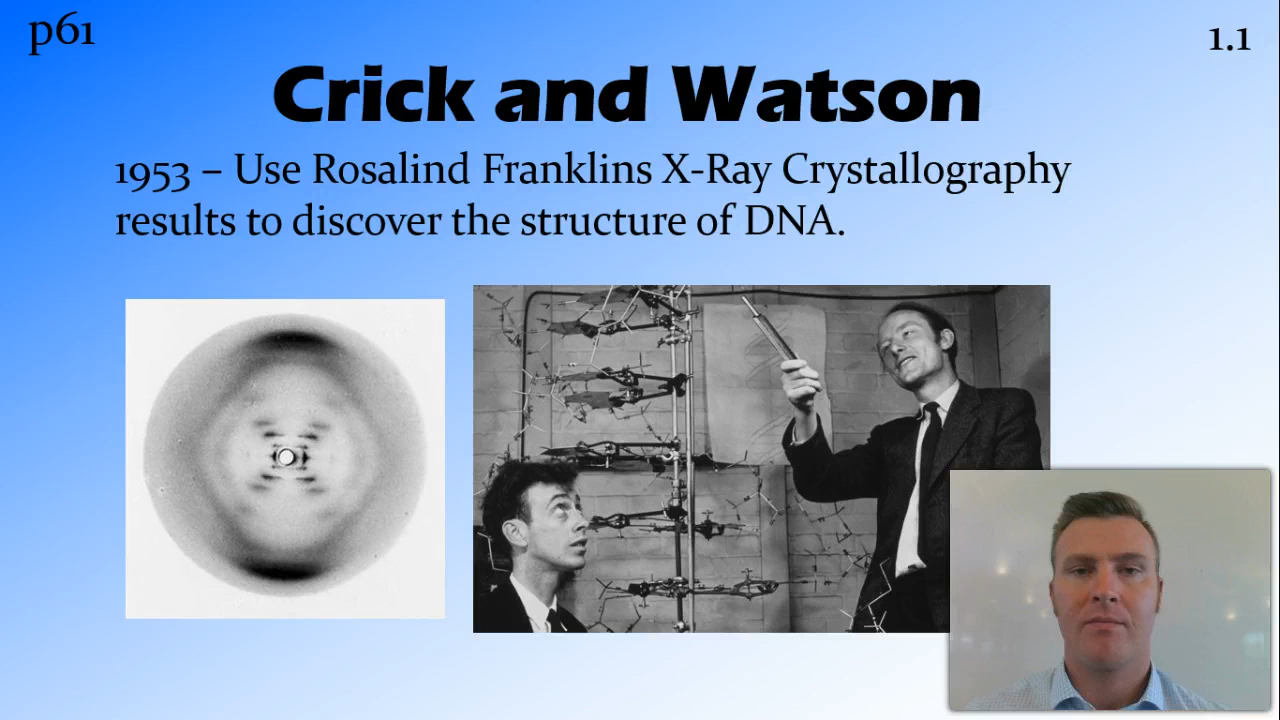 p61
1.1
Crick and Watson
1953 – Use Rosalind Franklins X-Ray Crystallography
results to discover the structure of DNA.